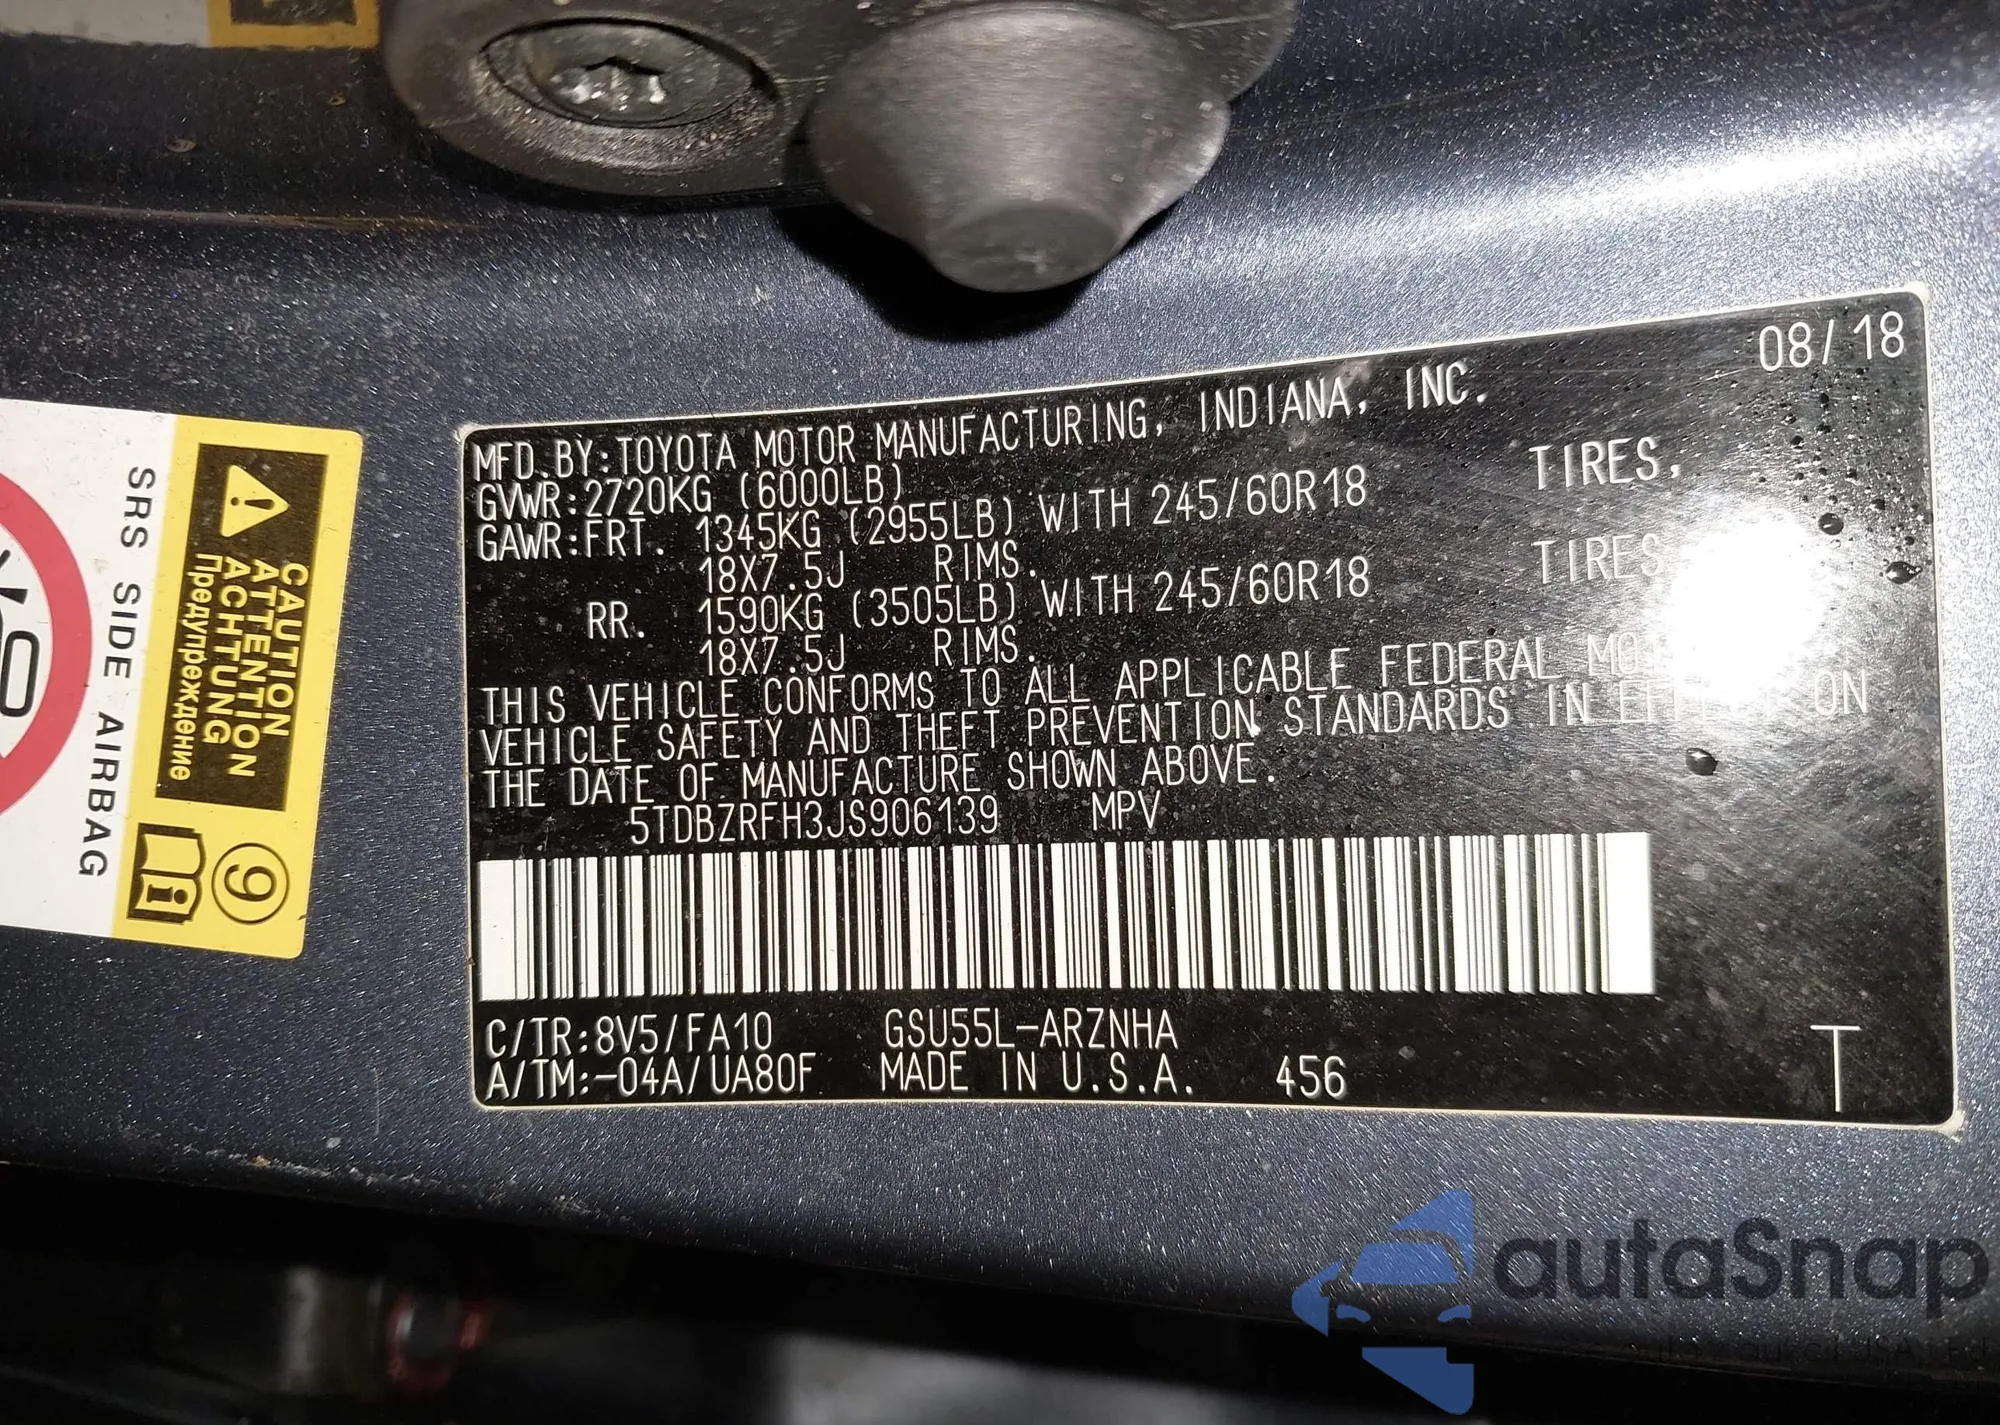 08/18
MFD.BY:TOYOTA MOTOR MANUFACTURING, INDIANA, INC.
GVWR:2720KG (6000LB)
GAWR:FRT. 1345KG (2955LB) WITH 245/60R18 TIRES,
18X7.5J RIMS.
RR. 1590KG (3505LB) WITH 245/60R18 TIRES
18X7.5J RIMS.
THIS VEHICLE CONFORMS TO ALL APPLICABLE FEDERAL
VEHICLE SAFETY AND THEFT PREVENTION STANDARDS IN EFFECT ON
THE DATE OF MANUFACTURE SHOWN ABOVE.
5TDBZRFH3JS906139 MPV
C/TR:8V5/FA10 GSU55L-ARZNHA
A/TM:-04A/UA80F MADE IN U.S.A. 456
T
CAUTION
ATTENTION
ACHTUNG
Предупреждение
SRS SIDE AIRBAG
9
i
autaSnap